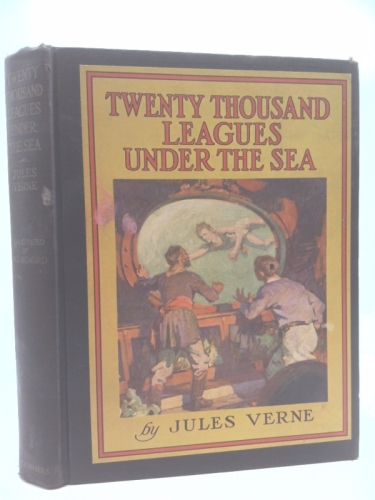 TWENTY THOUSAND
LEAGUES
UNDER THE SEA
by JULES VERNE
TWENTY
THOUSAND
LEAGUES
UNDER
THE SEA
JULES
VERNE